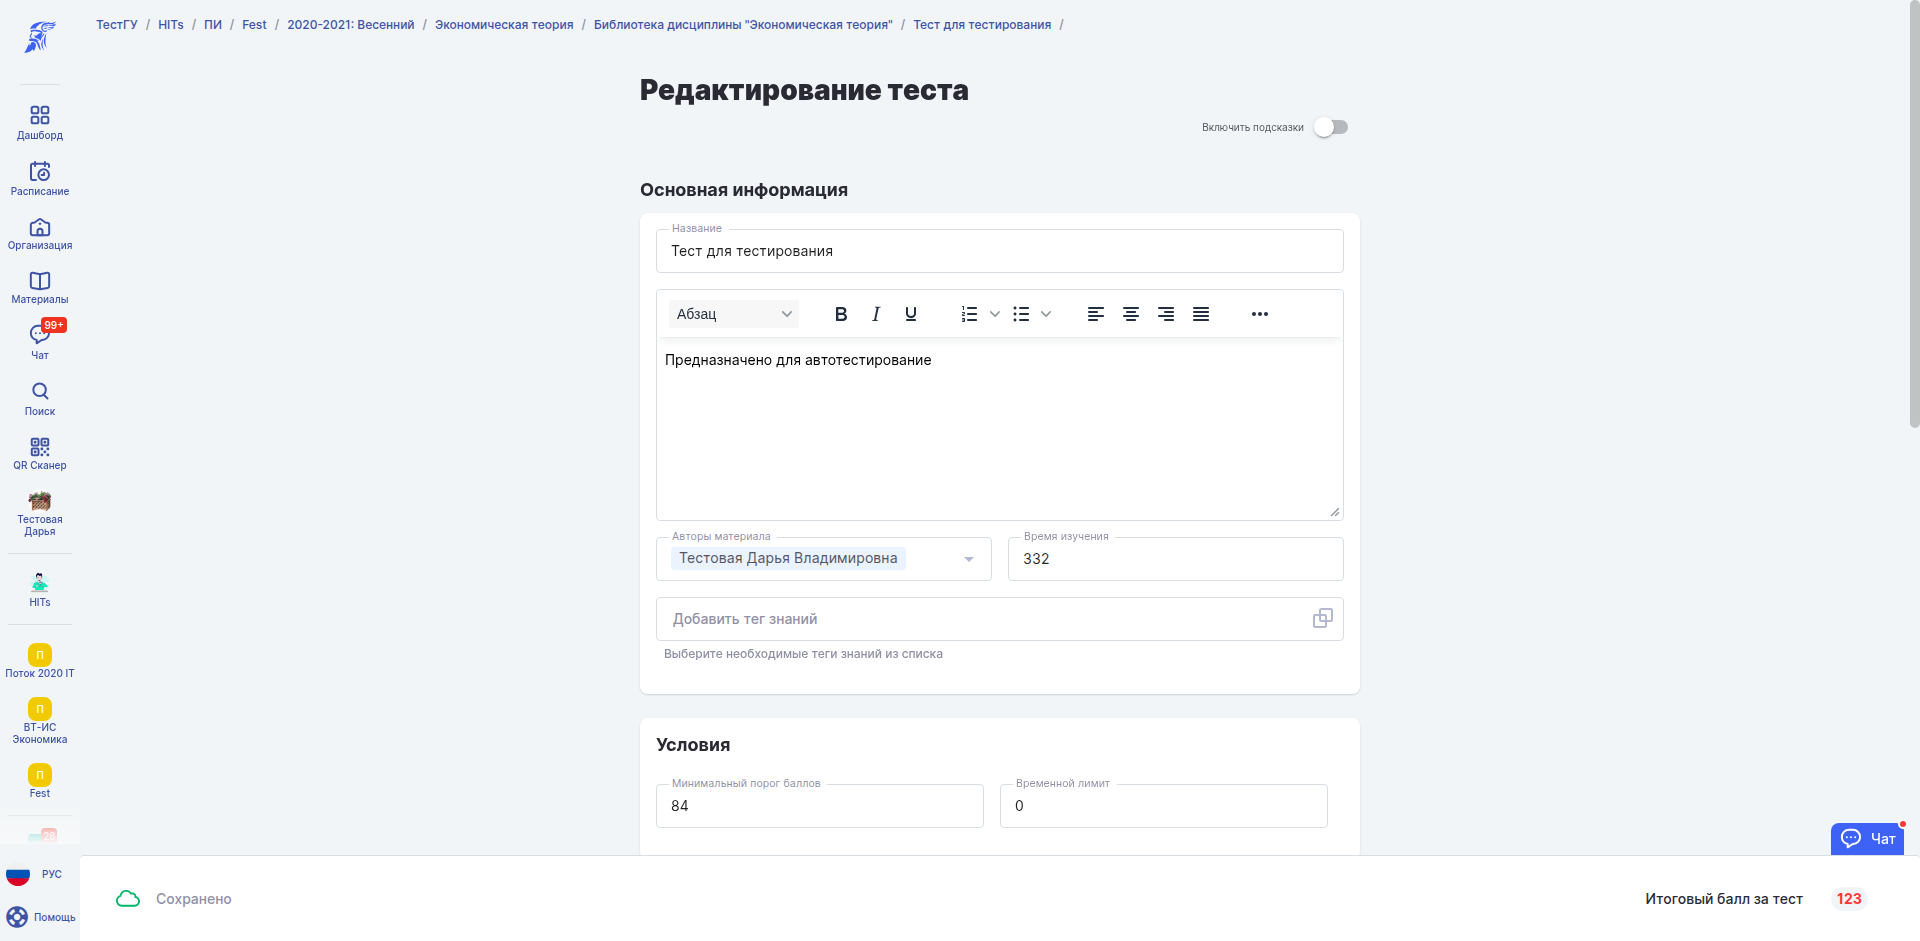 ТестГУ / HITs / ПИ / Fest / 2020-2021: Весенний / Экономическая теория / Библиотека дисциплины "Экономическая теория" / Тест для тестирования /
Дашборд
Расписание
Организация
Материалы
99+
Чат
Поиск
QR Сканер
Тестовая
Дарья
HITs
П
Поток 2020 IT
П
ВТ-ИС
Экономика
П
Fest
28
РУС
Помощь
Редактирование теста
Включить подсказки
Основная информация
Название
Тест для тестирования
Абзац
Предназначено для автотестирование
Авторы материала
Тестовая Дарья Владимировна
Время изучения
332
Добавить тег знаний
Выберите необходимые теги знаний из списка
Условия
Минимальный порог баллов
84
Временной лимит
0
Чат
Сохранено
Итоговый балл за тест 123